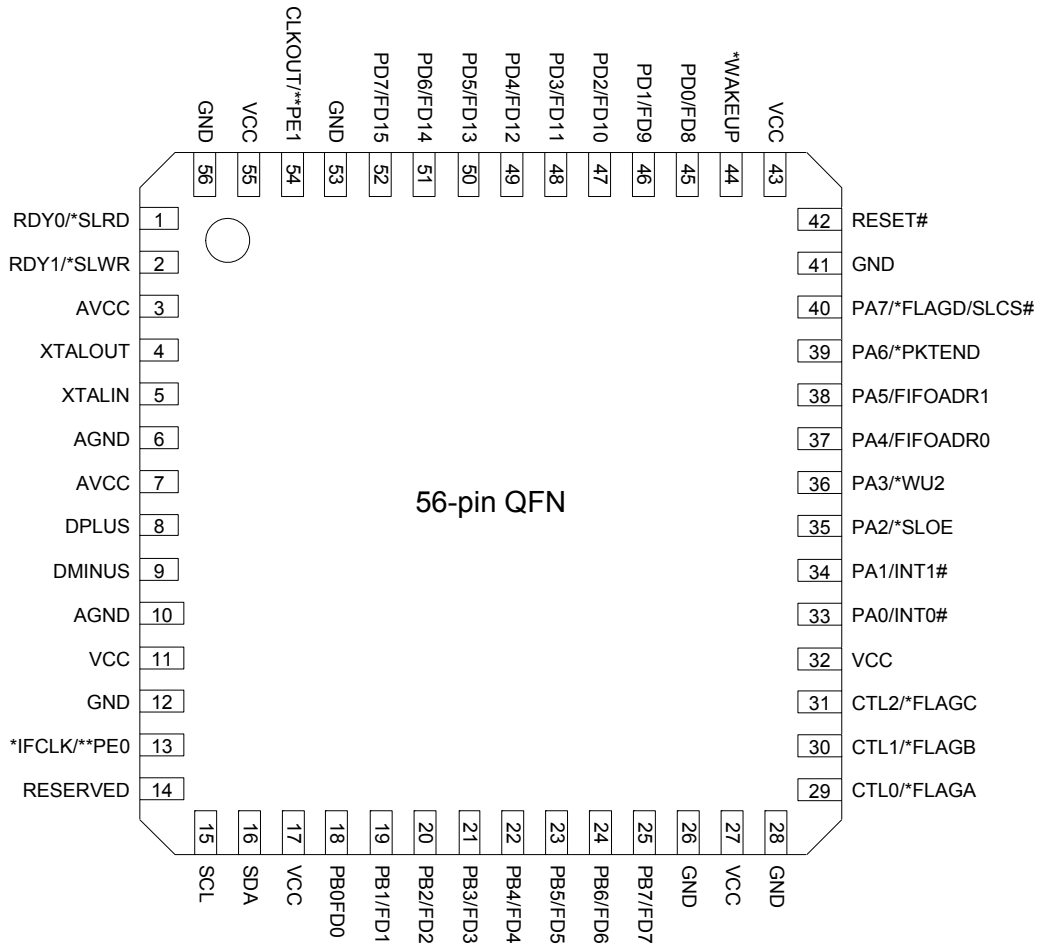 GND
VCC
CLKOUT/**PE1
GND
PD7/FD15
PD6/FD14
PD5/FD13
PD4/FD12
PD3/FD11
PD2/FD10
PD1/FD9
PD0/FD8
*WAKEUP
VCC
56
55
54
53
52
51
50
49
48
47
46
45
44
43
RDY0/*SLRD 1
RDY1/*SLWR 2
AVCC 3
XTALOUT 4
XTALIN 5
AGND 6
AVCC 7
DPLUS 8
DMINUS 9
AGND 10
VCC 11
GND 12
*IFCLK/**PE0 13
RESERVED 14
56-pin QFN
42 RESET#
41 GND
40 PA7/*FLAGD/SLCS#
39 PA6/*PKTEND
38 PA5/FIFOADR1
37 PA4/FIFOADR0
36 PA3/*WU2
35 PA2/*SLOE
34 PA1/INT1#
33 PA0/INT0#
32 VCC
31 CTL2/*FLAGC
30 CTL1/*FLAGB
29 CTL0/*FLAGA
15
16
17
18
19
20
21
22
23
24
25
26
27
28
SCL
SDA
VCC
PB0FD0
PB1/FD1
PB2/FD2
PB3/FD3
PB4/FD4
PB5/FD5
PB6/FD6
PB7/FD7
GND
VCC
GND